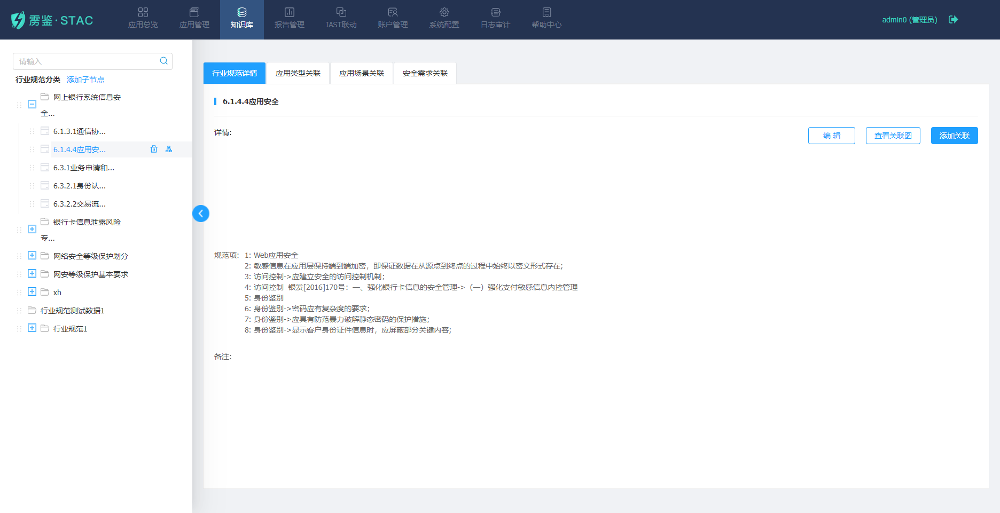 雳鉴·STAC
应用总览
应用管理
知识库
报告管理
IAST联动
账户管理
系统配置
日志审计
帮助中心
admin0 (管理员)
请输入
行业规范分类 添加子节点
网上银行系统信息安
全...
6.1.3.1通信协...
6.1.4.4应用安...
6.3.1业务申请和...
6.3.2.1身份认...
6.3.2.2交易流...
银行卡信息泄露风险
专...
网络安全等级保护划分
网安等级保护基本要求
xh
行业规范测试数据1
行业规范1
行业规范详情
应用类型关联
应用场景关联
安全需求关联
6.1.4.4应用安全
详情:
编 辑
查看关联图
添加关联
规范项: 1: Web应用安全
2: 敏感信息在应用层保持端到端加密，即保证数据在从源点到终点的过程中始终以密文形式存在;
3: 访问控制->应建立安全的访问控制机制;
4: 访问控制 银发[2016]170号：一、强化银行卡信息的安全管理->（一）强化支付敏感信息内控管理
5: 身份鉴别
6: 身份鉴别->密码应有复杂度的要求;
7: 身份鉴别->应具有防范暴力破解静态密码的保护措施;
8: 身份鉴别->显示客户身份证件信息时，应屏蔽部分关键内容;
备注: